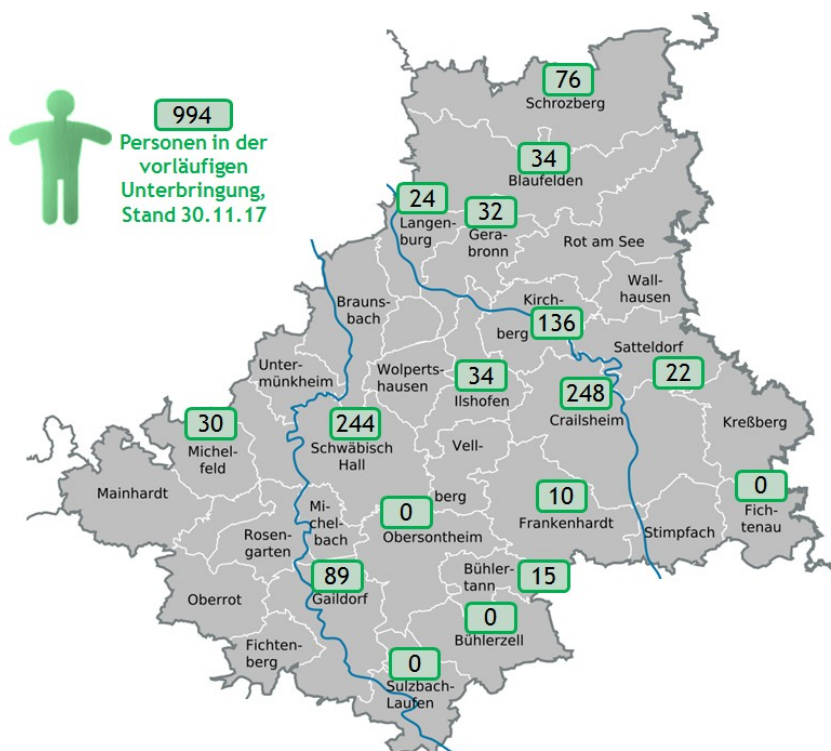 994
Personen in der
vorläufigen
Unterbringung,
Stand 30.11.17
76
Schrozberg
34
Blaufelden
24
Langen-
burg
32
Gera-
bronn
Rot am See
Wall-
hausen
Brauns-
bach
Kirch-
berg
136
Satteldorf
22
Unter-
münkheim
Wolperts-
hausen
34
Ilshofen
248
Crailsheim
Kreßberg
30
Michel-
feld
244
Schwäbisch
Hall
Vell-
berg
Mainhardt
0
Obersontheim
10
Frankenhardt
Stimpfach
0
Fich-
tenau
Mi-
chel-
bach
Rosen-
garten
89
Gaildorf
Bühler-
tann
15
Oberrot
0
Bühlerzell
Fichten-
berg
0
Sulzbach-
Laufen